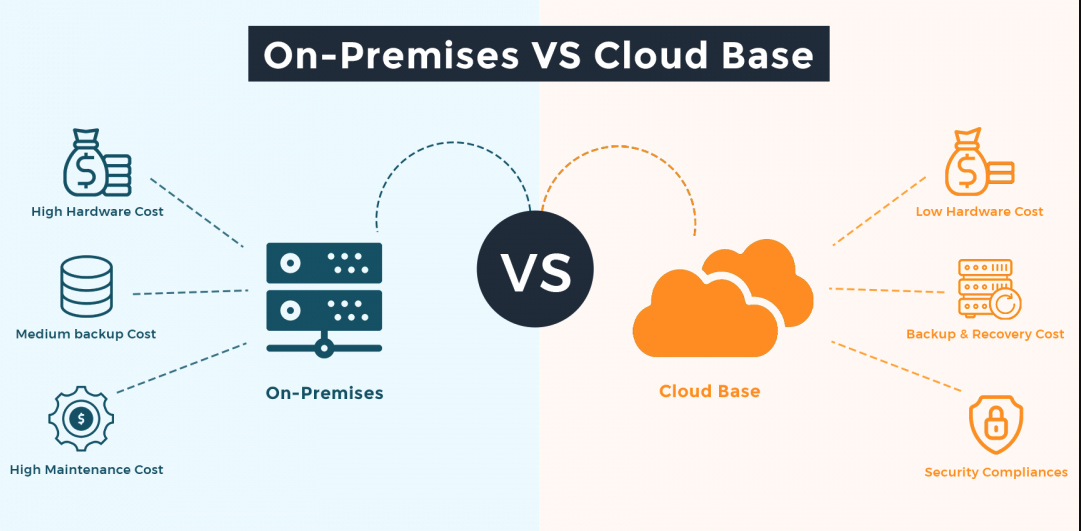 On-Premises VS Cloud Base
High Hardware Cost
Medium backup Cost
High Maintenance Cost
On-Premises
VS
Cloud Base
Low Hardware Cost
Backup & Recovery Cost
Security Compliances